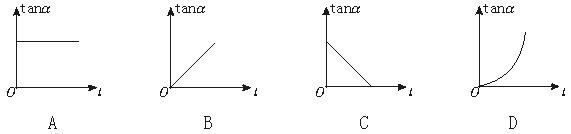 tanα tanα tanα tanα
O t O t O t O t
A B C D